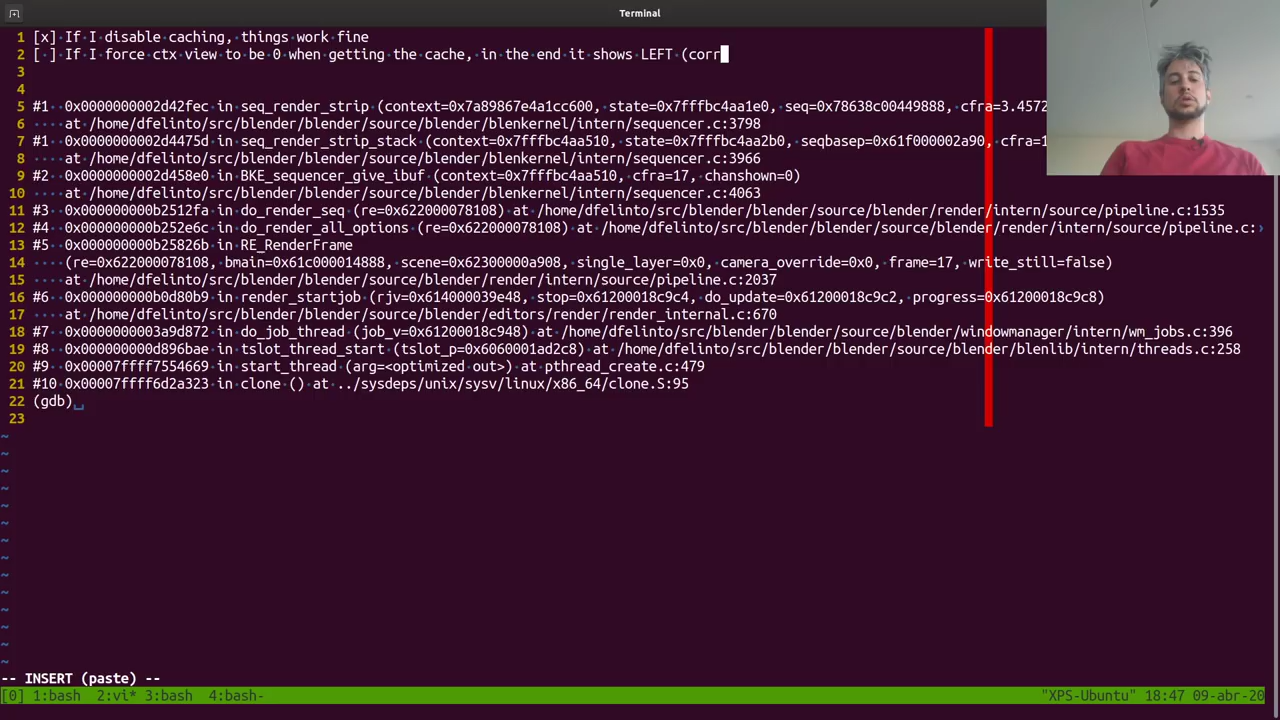 Terminal
1 [x] If I disable caching, things work fine
2 [ ] If I force ctx view to be 0 when getting the cache, in the end it shows LEFT (corr
3
4
5 #1  0x0000000002d42fec in seq_render_strip (context=0x7a89867e4a1cc600, state=0x7fffbc4aa1e0, seq=0x78638c00449888, cfra=3.4572
6     at /home/dfelinto/src/blender/blender/source/blender/blenkernel/intern/sequencer.c:3798
7 #1  0x0000000002d4475d in seq_render_strip_stack (context=0x7fffbc4aa510, state=0x7fffbc4aa2b0, seqbasep=0x61f000002a90, cfra=1
8     at /home/dfelinto/src/blender/blender/source/blender/blenkernel/intern/sequencer.c:3966
9 #2  0x0000000002d458e0 in BKE_sequencer_give_ibuf (context=0x7fffbc4aa510, cfra=17, chanshown=0)
10     at /home/dfelinto/src/blender/blender/source/blender/blenkernel/intern/sequencer.c:4063
11 #3  0x0000000000b2512fa in do_render_seq (re=0x622000078108) at /home/dfelinto/src/blender/blender/source/blender/render/intern/source/pipeline.c:1535
12 #4  0x0000000000b252e6c in do_render_all_options (re=0x622000078108) at /home/dfelinto/src/blender/blender/source/blender/render/intern/source/pipeline.c:›
13 #5  0x0000000000b25826b in RE_RenderFrame
14     (re=0x622000078108, bmain=0x61c000014888, scene=0x62300000a908, single_layer=0x0, camera_override=0x0, frame=17, write_still=false)
15     at /home/dfelinto/src/blender/blender/source/blender/render/intern/source/pipeline.c:2037
16 #6  0x0000000000b0d80b9 in render_startjob (rjv=0x614000039e48, stop=0x61200018c9c4, do_update=0x61200018c9c2, progress=0x61200018c9c8)
17     at /home/dfelinto/src/blender/blender/source/blender/editors/render/render_internal.c:670
18 #7  0x0000000003a9d872 in do_job_thread (job_v=0x61200018c948) at /home/dfelinto/src/blender/blender/source/blender/windowmanager/intern/wm_jobs.c:396
19 #8  0x000000000d896bae in tslot_thread_start (tslot_p=0x6060001ad2c8) at /home/dfelinto/src/blender/blender/source/blender/blenlib/intern/threads.c:258
20 #9  0x00007ffff7554669 in start_thread (arg=<optimized out>) at pthread_create.c:479
21 #10 0x00007ffff6d2a323 in clone () at ../sysdeps/unix/sysv/linux/x86_64/clone.S:95
22 (gdb)
23
~
~
~
~
~
~
~
~
~
~
~
~
~
~
-- INSERT (paste) --
[0] 1:bash  2:vi* 3:bash  4:bash- "XPS-Ubuntu" 18:47 09-abr-20